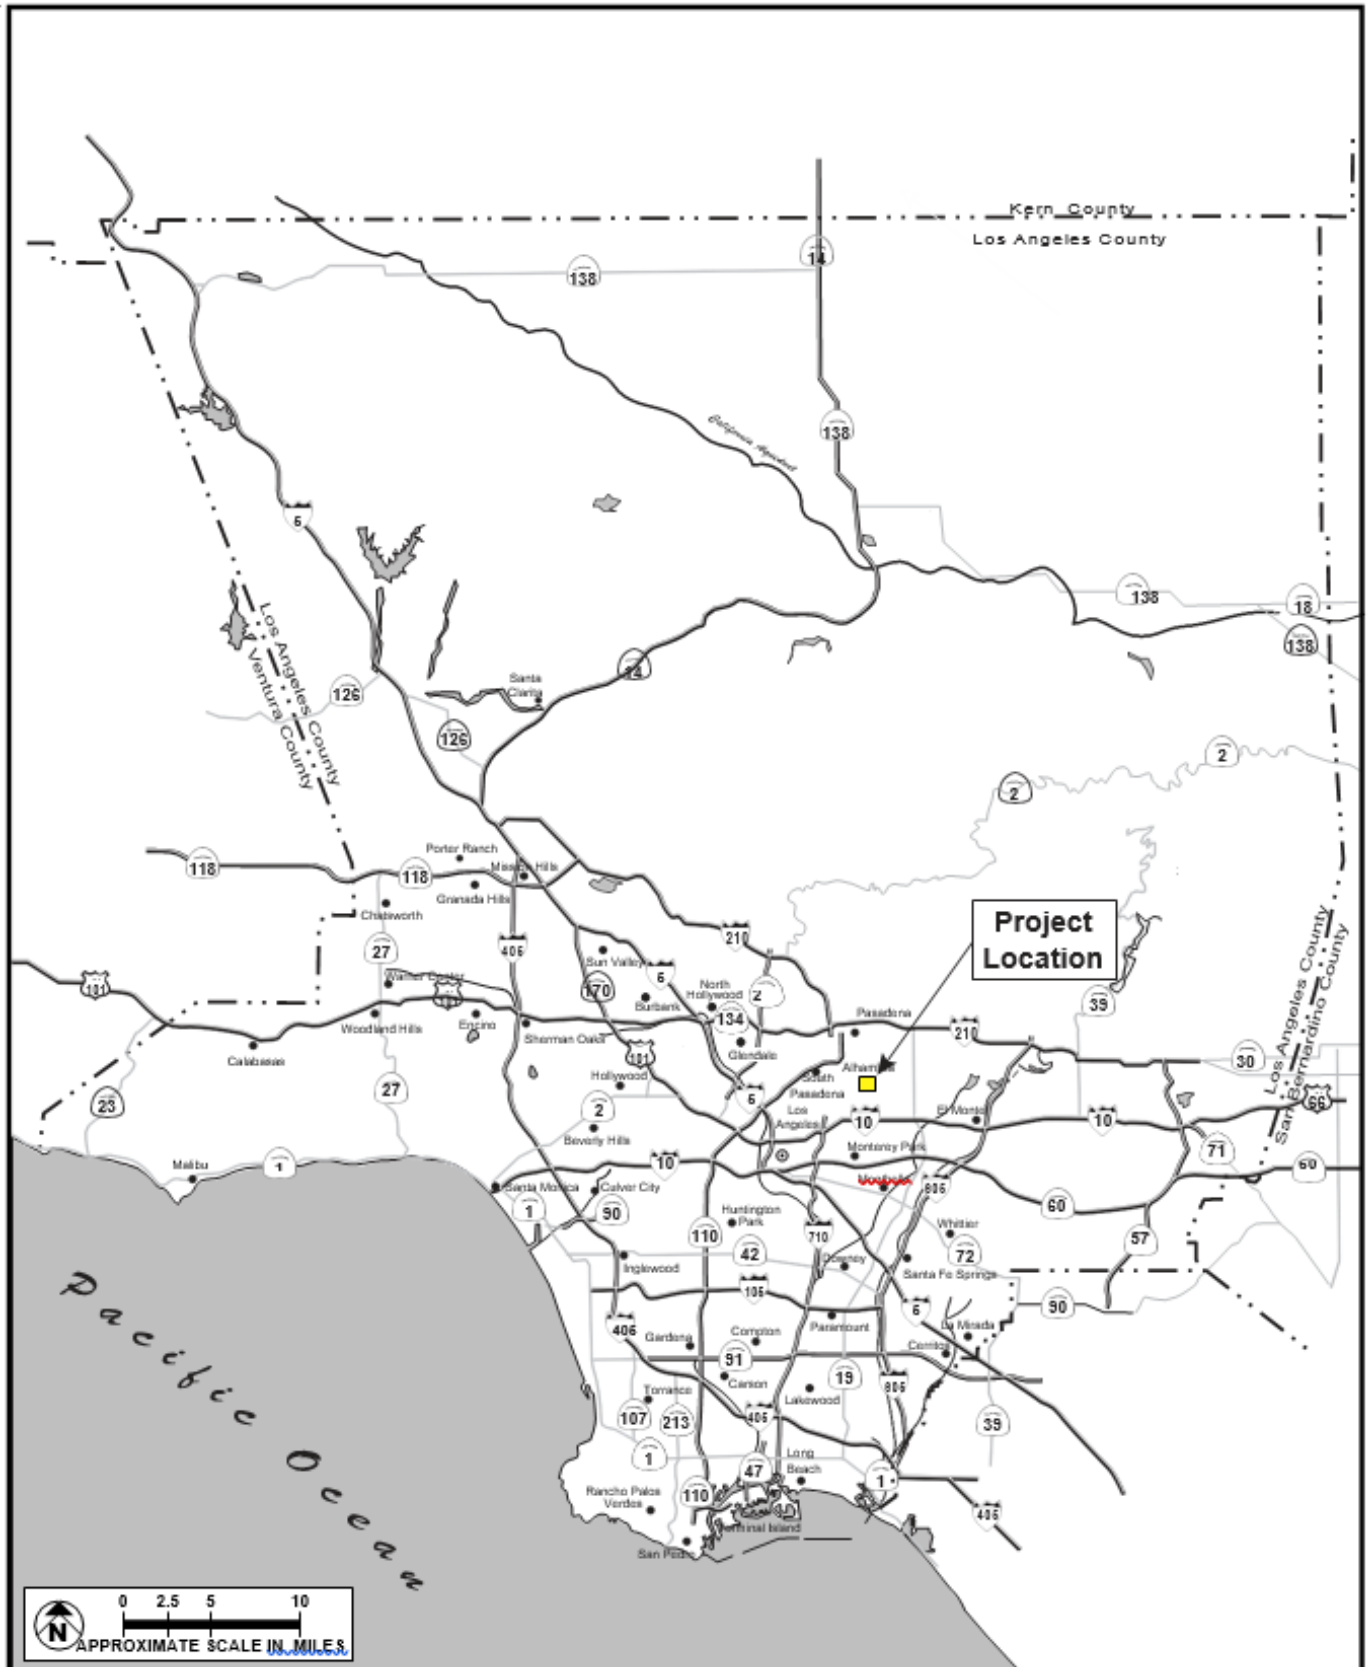 Kern County
Los Angeles County
14
138
138
California Aqueduct
5
138
18
138
Los Angeles County
Ventura County
14
Santa
Clarita
126
126
2
2
Porter Ranch
118
118
Mission Hills
Granada Hills
Chatsworth
Project
Location
Los Angeles County
San Bernardino County
210
405
27
Sun Valley
5
Warner Center
101
170
North
Hollywood
2
Burbank
39
134
Pasadena
210
Woodland Hills
Encino
Sherman Oaks
101
Glendale
Calabasas
30
Hollywood
South
Pasadena
Alhambra
27
5
23
2
Los
Angeles
10
El Monte
10
66
Beverly Hills
Monterey Park
71
Malibu
1
10
60
Santa Monica
Culver City
605
1
90
Huntington
Park
60
110
710
Whittier
57
42
72
Inglewood
Downey
Santa Fe Springs
105
90
405
5
Gardena
Compton
Paramount
La Mirada
Cerritos
91
Carson
19
605
Torrance
Lakewood
107
213
405
39
1
47
Long
Beach
1
Rancho Palos
Verdes
110
405
Terminal Island
San Pedro
Pacific Ocean
0 2.5 5 10
N
APPROXIMATE SCALE IN MILES